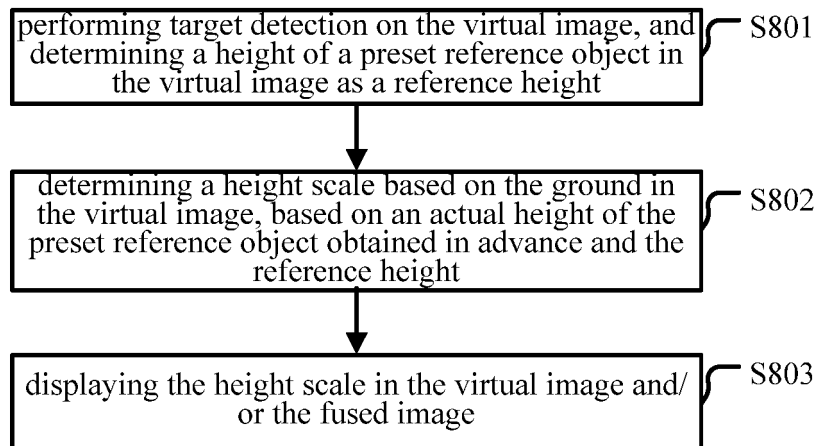 performing target detection on the virtual image, and
determining a height of a preset reference object in
the virtual image as a reference height
S801
determining a height scale based on the ground in
the virtual image, based on an actual height of the
preset reference object obtained in advance and the
reference height
S802
displaying the height scale in the virtual image and/
or the fused image
S803